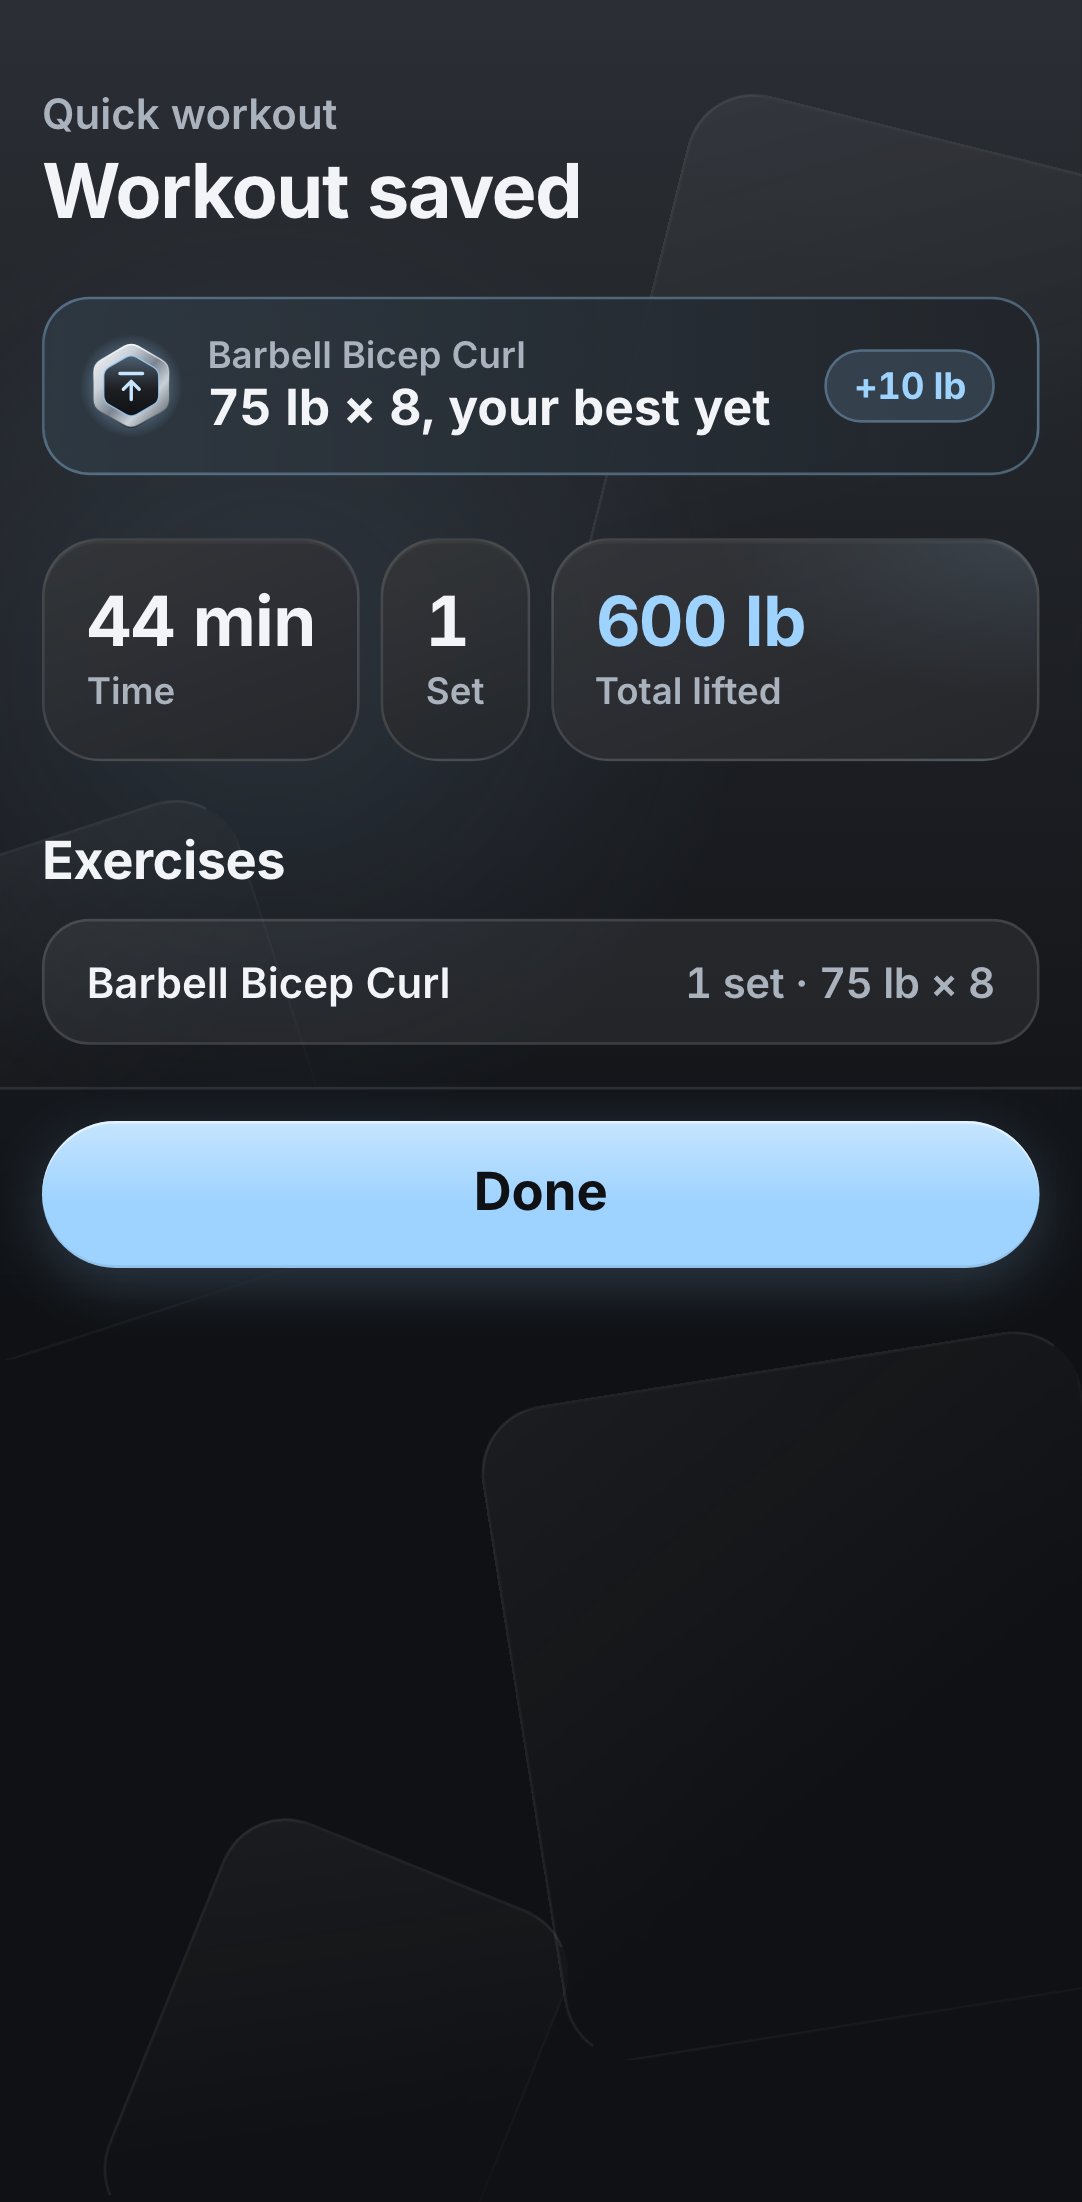 Quick workout
Workout saved
Barbell Bicep Curl
75 lb × 8, your best yet
+10 lb
44 min
Time
1
Set
600 lb
Total lifted
Exercises
Barbell Bicep Curl
1 set · 75 lb × 8
Done